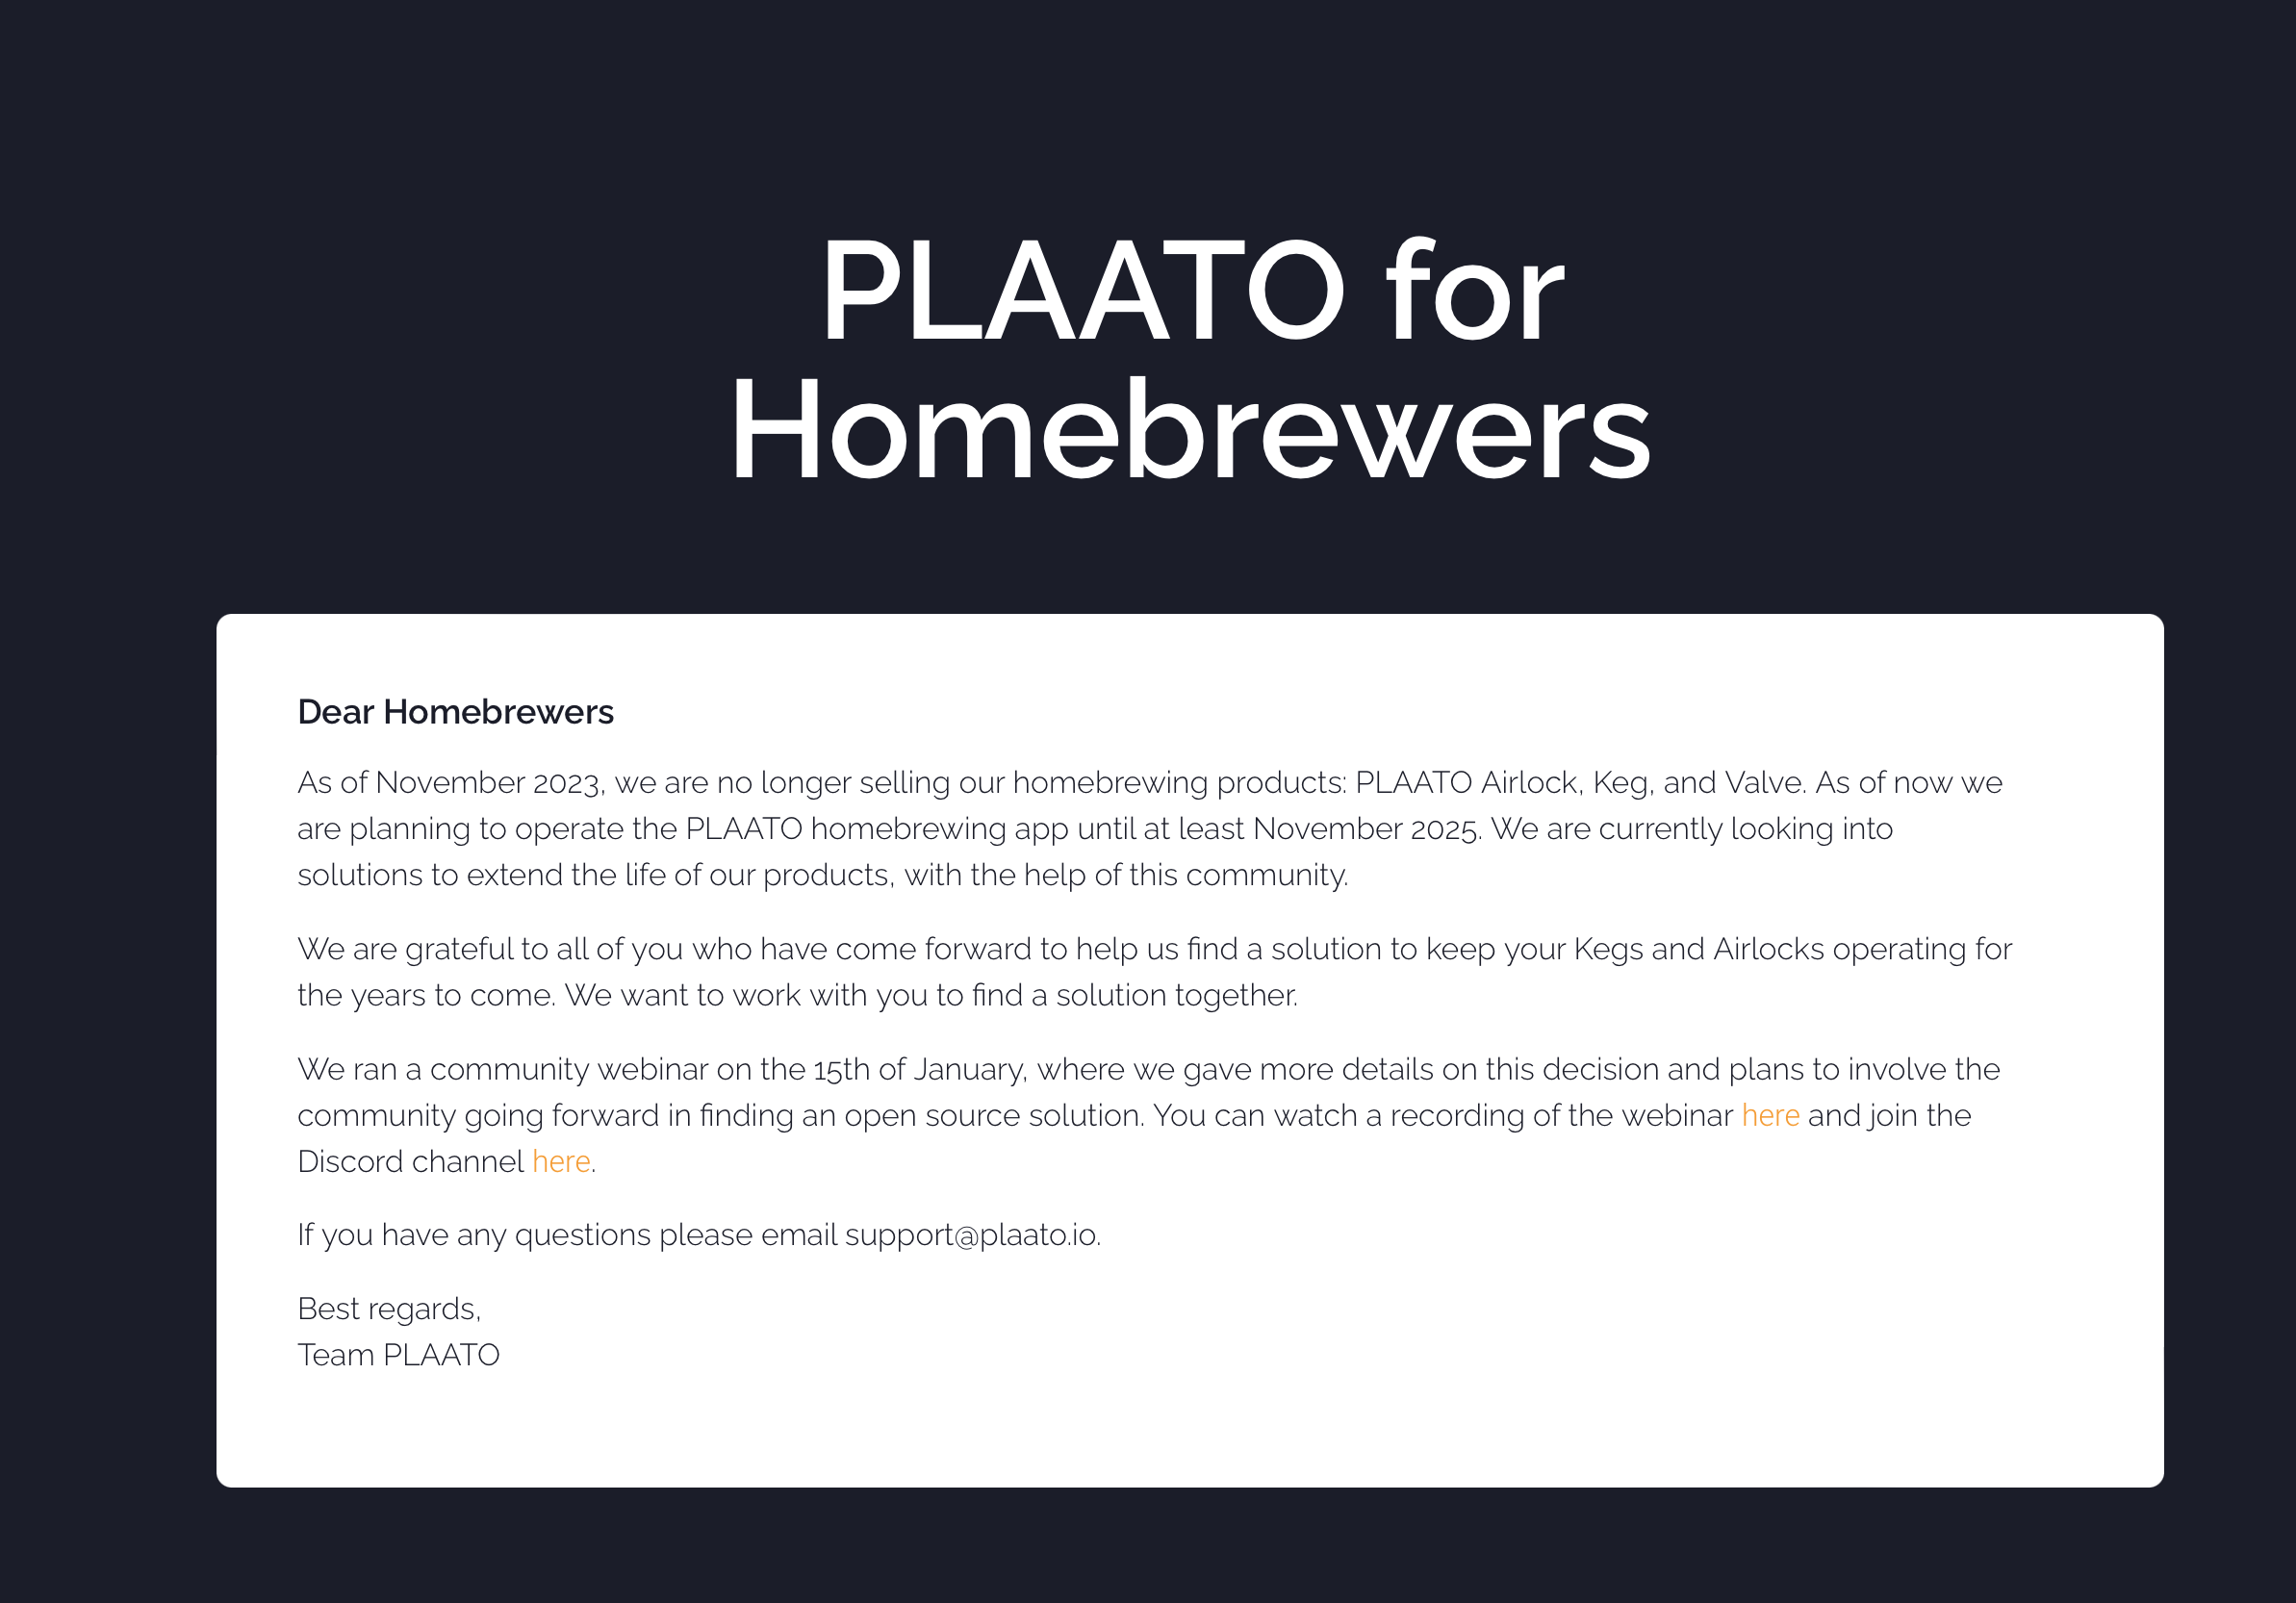 PLAATO for
Homebrewers
Dear Homebrewers
As of November 2023, we are no longer selling our homebrewing products: PLAATO Airlock, Keg, and Valve. As of now we
are planning to operate the PLAATO homebrewing app until at least November 2025. We are currently looking into
solutions to extend the life of our products, with the help of this community.
We are grateful to all of you who have come forward to help us find a solution to keep your Kegs and Airlocks operating for
the years to come. We want to work with you to find a solution together.
We ran a community webinar on the 15th of January, where we gave more details on this decision and plans to involve the
community going forward in finding an open source solution. You can watch a recording of the webinar here and join the
Discord channel here.
If you have any questions please email support@plaato.io.
Best regards,
Team PLAATO